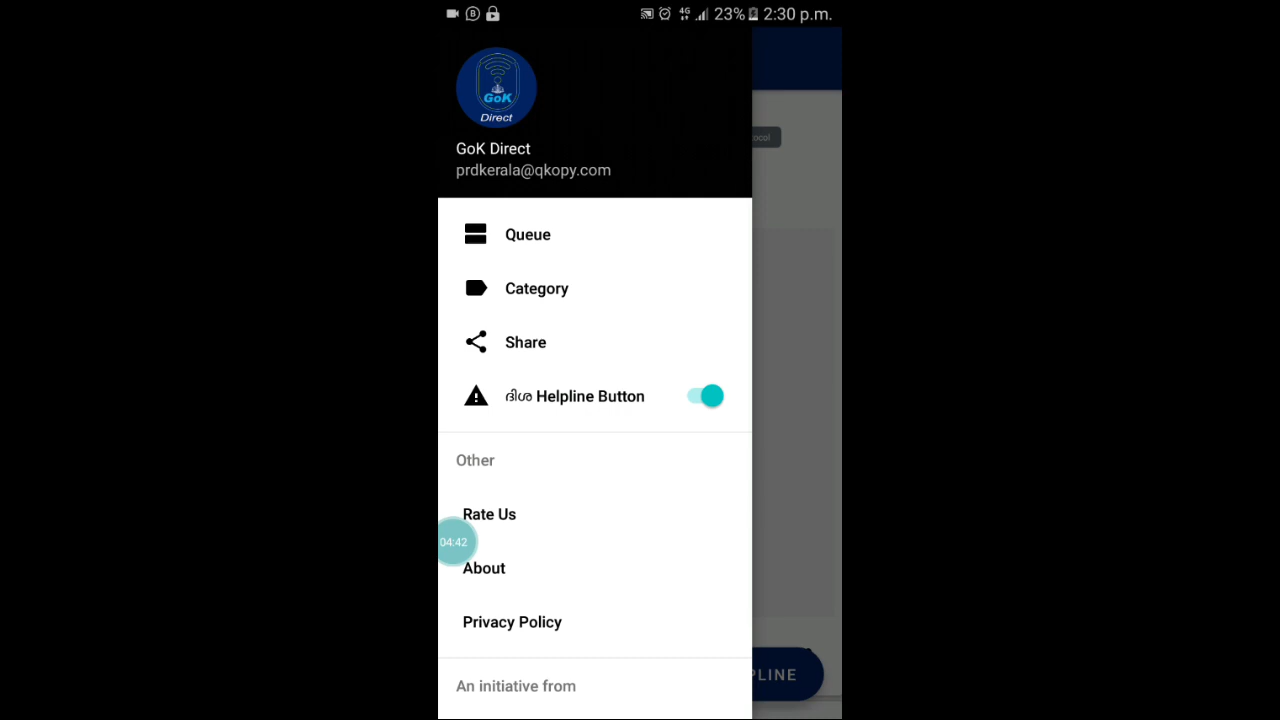 4G 23% 2:30 p.m.
GoK
Direct
GoK Direct
prdkerala@qkopy.com
Queue
Category
Share
ദിശ Helpline Button
Other
Rate Us
04:42
About
Privacy Policy
PLINE
An initiative from